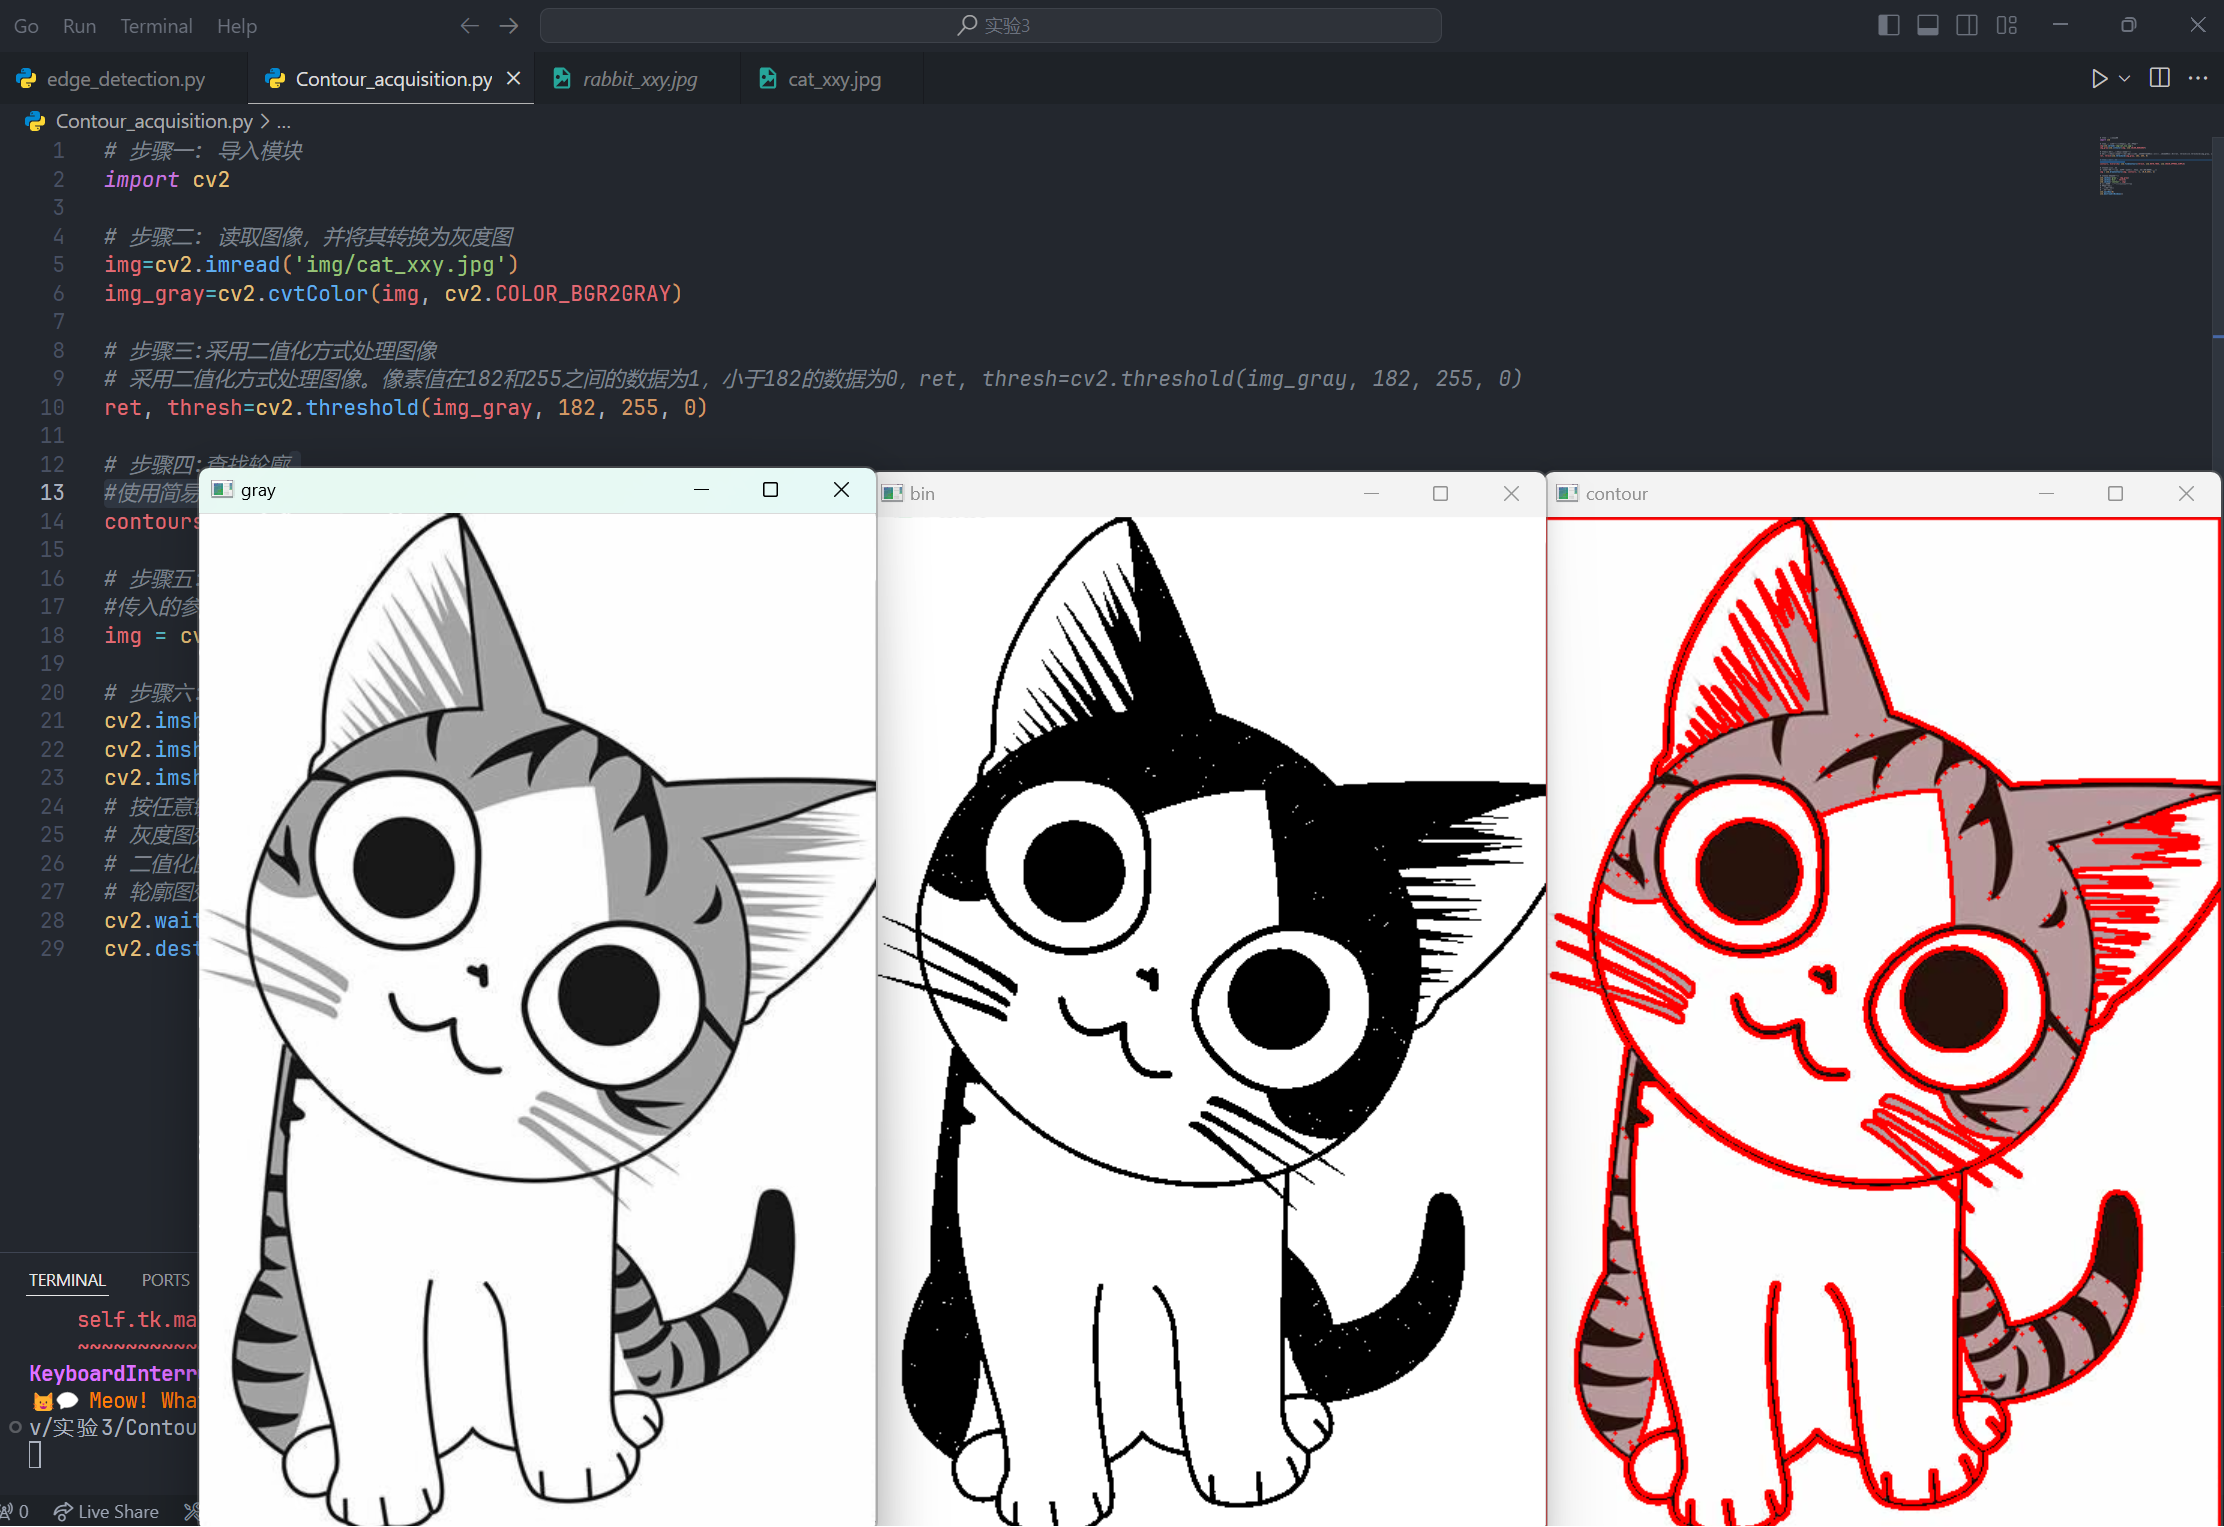 Go Run Terminal Help 实验3
edge_detection.py Contour_acquisition.py rabbit_xxy.jpg cat_xxy.jpg
Contour_acquisition.py > ...
1 # 步骤一: 导入模块
2 import cv2
3
4 # 步骤二: 读取图像，并将其转换为灰度图
5 img=cv2.imread('img/cat_xxy.jpg')
6 img_gray=cv2.cvtColor(img, cv2.COLOR_BGR2GRAY)
7
8 # 步骤三:采用二值化方式处理图像
9 # 采用二值化方式处理图像。像素值在182和255之间的数据为1，小于182的数据为0，ret, thresh=cv2.threshold(img_gray, 182, 255, 0)
10 ret, thresh=cv2.threshold(img_gray, 182, 255, 0)
11
12 # 步骤四:查找轮廓
13 #使用简易
14 contours
15
16 # 步骤五:
17 #传入的参
18 img = cv
19
20 # 步骤六:
21 cv2.imsh
22 cv2.imsh
23 cv2.imsh
24 # 按任意
25 # 灰度图
26 # 二值化
27 # 轮廓图
28 cv2.wait
29 cv2.dest
gray
bin
contour
TERMINAL PORTS
self.tk.ma
~~~~~~~~~~
KeyboardInterr
Meow! Wha
v/实验3/Contou
0 Live Share